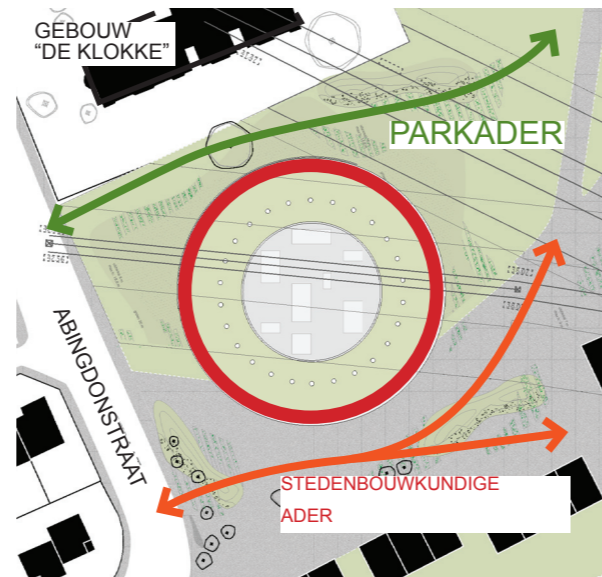 GEBOUW
“DE KLOKKE”
PARKADER
ABINGDONSTRAAT
STEDENBOUWKUNDIGE
ADER